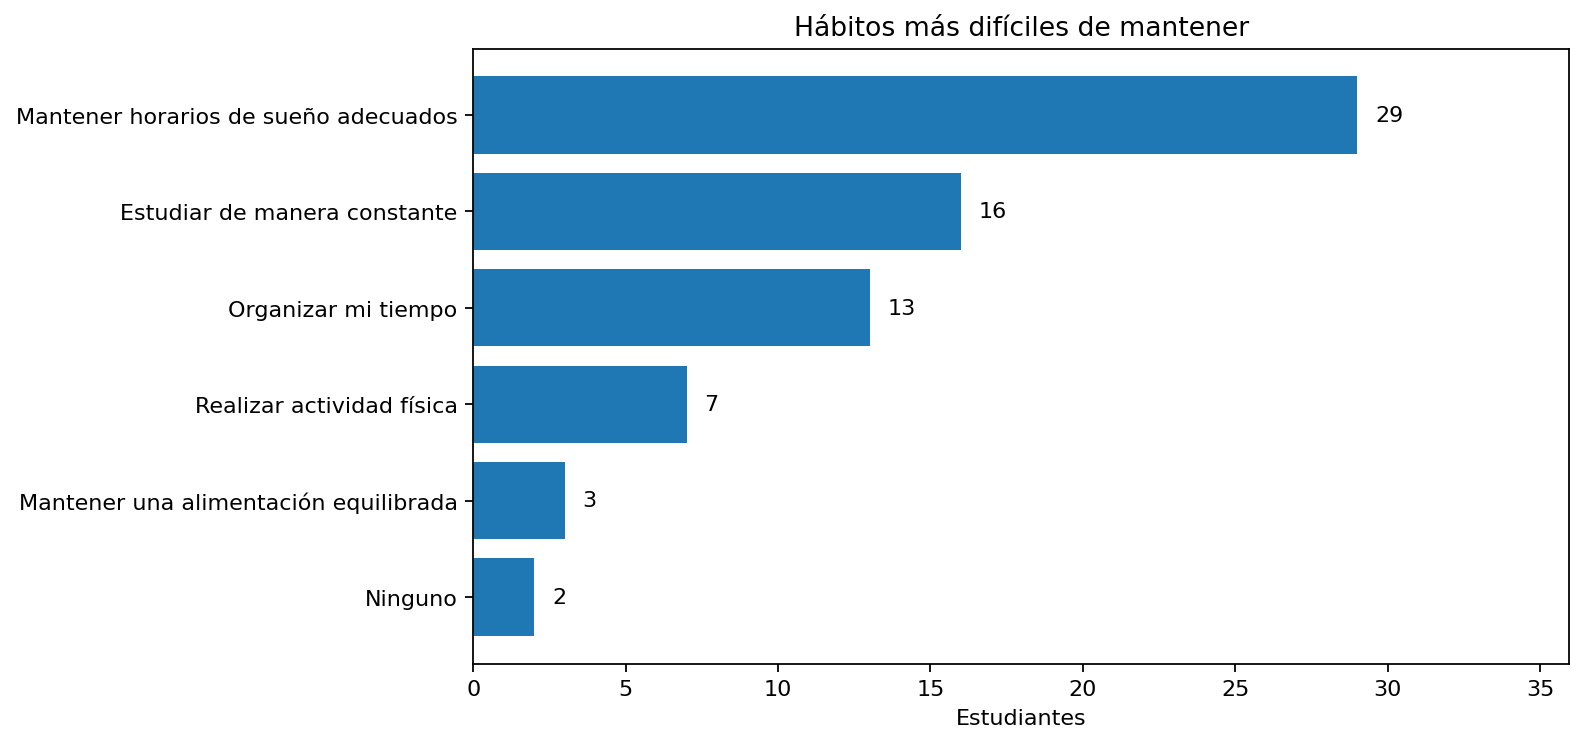 Hábitos más difíciles de mantener
Mantener horarios de sueño adecuados
29
Estudiar de manera constante
16
Organizar mi tiempo
13
Realizar actividad física
7
Mantener una alimentación equilibrada
3
Ninguno
2
0 5 10 15 20 25 30 35
Estudiantes